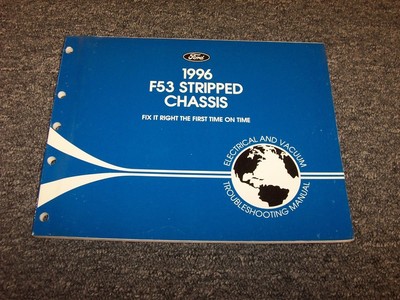 Ford
1996
F53 STRIPPED
CHASSIS
FIX IT RIGHT THE FIRST TIME ON TIME
ELECTRICAL AND VACUUM
TROUBLESHOOTING MANUAL